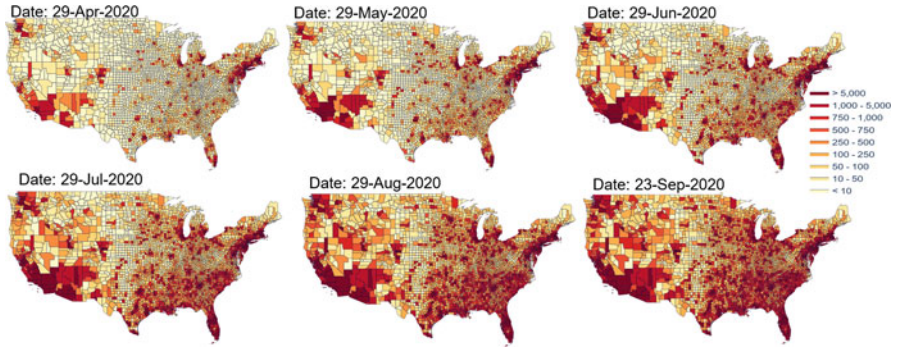 Date: 29-Apr-2020
Date: 29-May-2020
Date: 29-Jun-2020
> 5,000
1,000 - 5,000
750 - 1,000
500 - 750
250 - 500
100 - 250
50 - 100
10 - 50
< 10
Date: 29-Jul-2020
Date: 29-Aug-2020
Date: 23-Sep-2020